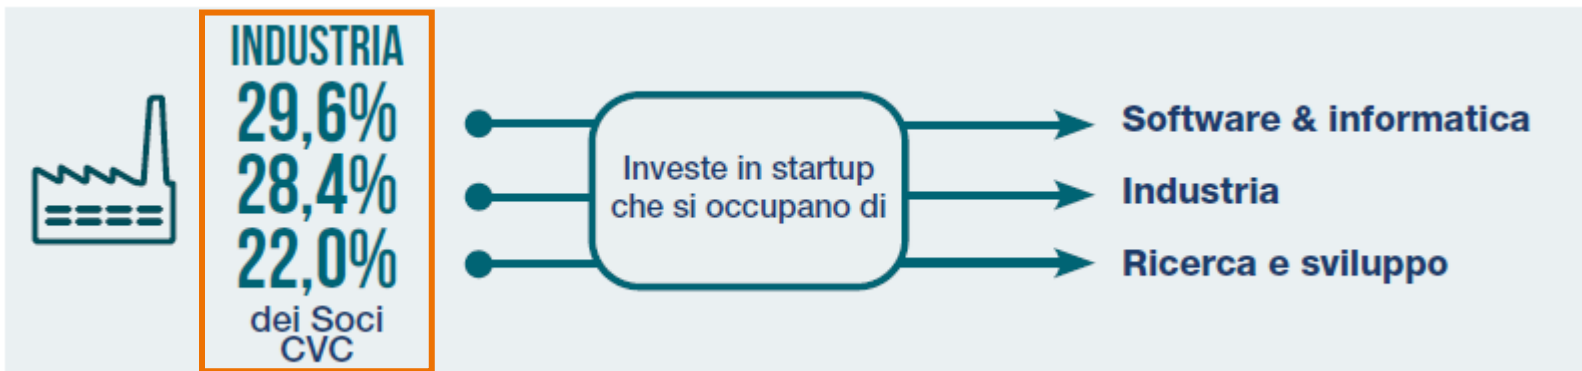 INDUSTRIA
29,6%
28,4%
22,0%
dei Soci
CVC
Investe in startup
che si occupano di
Software & informatica
Industria
Ricerca e sviluppo